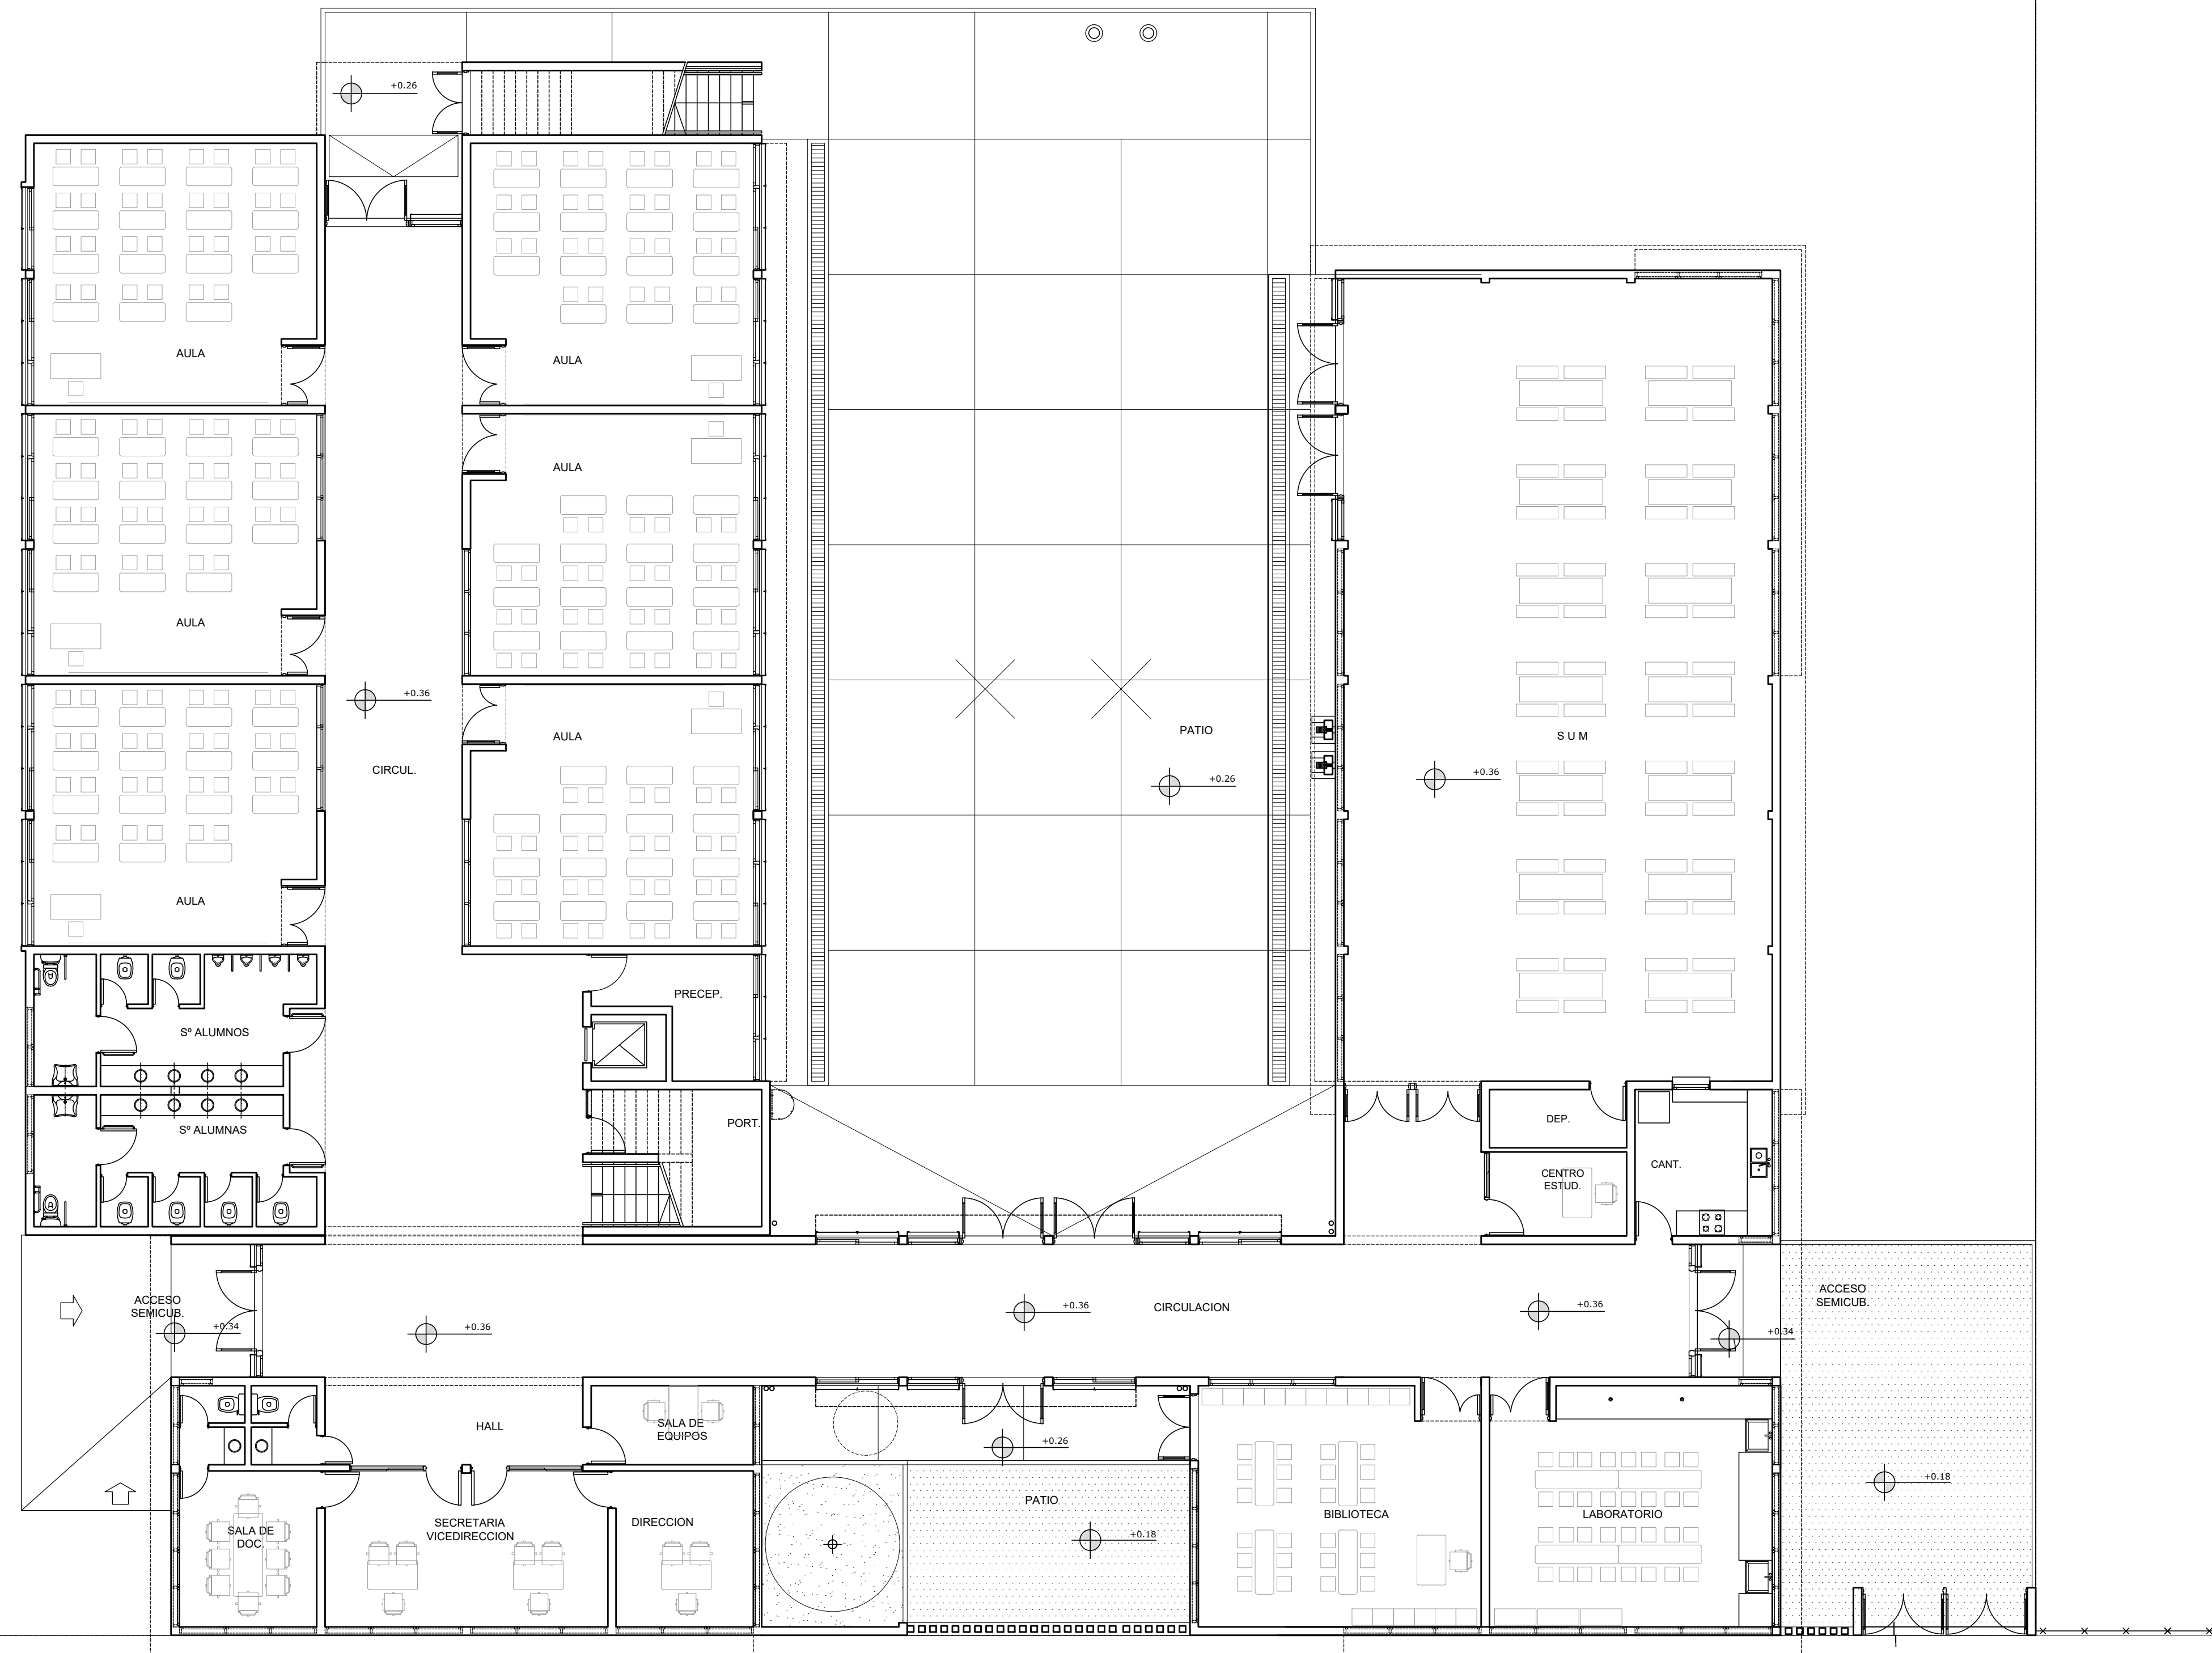 +0.26
AULA
AULA
AULA
AULA
+0.36
AULA
AULA
CIRCUL.
PATIO
+0.26
S U M
+0.36
PRECEP.
Sº ALUMNOS
Sº ALUMNAS
PORT.
DEP.
CENTRO
ESTUD.
CANT.
ACCESO
SEMICUB.
+0.34
+0.36
+0.36
CIRCULACION
+0.36
+0.34
ACCESO
SEMICUB.
HALL
SALA DE
EQUIPOS
+0.26
+0.18
SALA DE
DOC.
SECRETARIA
VICEDIRECCION
DIRECCION
PATIO
+0.18
BIBLIOTECA
LABORATORIO